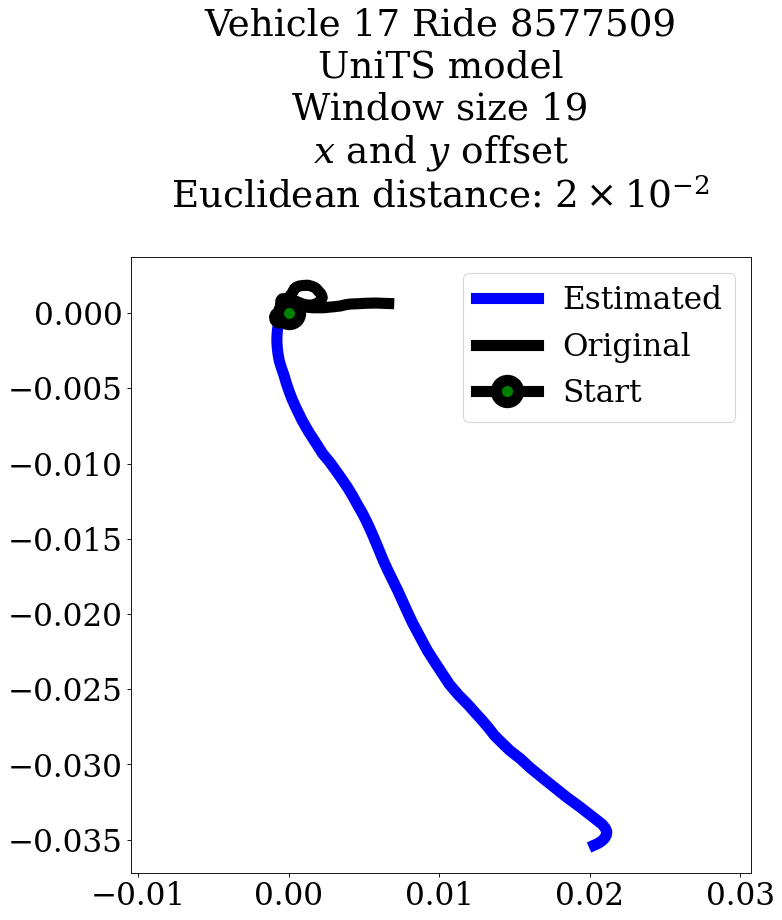 Vehicle 17 Ride 8577509
UniTS model
Window size 19
x and y offset
Euclidean distance: 2 × 10⁻²
Estimated
Original
Start
0.000
−0.005
−0.010
−0.015
−0.020
−0.025
−0.030
−0.035
−0.01 0.00 0.01 0.02 0.03